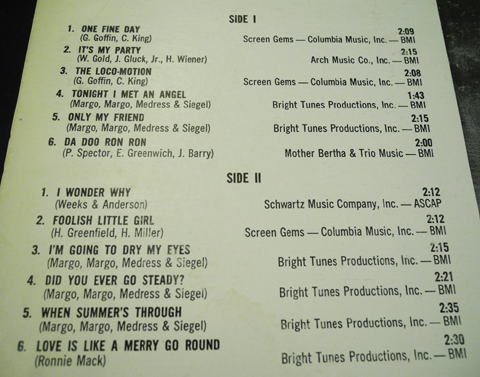 SIDE I
1. ONE FINE DAY 2:09
(G. Goffin, C. King) Screen Gems — Columbia Music, Inc. — BMI
2. IT'S MY PARTY 2:15
(W. Gold, J. Gluck, Jr., H. Wiener) Arch Music Co., Inc. — BMI
3. THE LOCO-MOTION 2:08
(G. Goffin, C. King) Screen Gems — Columbia Music, Inc. — BMI
4. TONIGHT I MET AN ANGEL 1:43
(Margo, Margo, Medress & Siegel) Bright Tunes Productions, Inc. — BMI
5. ONLY MY FRIEND 2:15
(Margo, Margo, Medress & Siegel) Bright Tunes Productions, Inc. — BMI
6. DA DOO RON RON 2:00
(P. Spector, E. Greenwich, J. Barry) Mother Bertha & Trio Music — BMI
SIDE II
1. I WONDER WHY 2:12
(Weeks & Anderson) Schwartz Music Company, Inc. — ASCAP
2. FOOLISH LITTLE GIRL 2:12
(H. Greenfield, H. Miller) Screen Gems — Columbia Music, Inc. — BMI
3. I'M GOING TO DRY MY EYES 2:15
(Margo, Margo, Medress & Siegel) Bright Tunes Productions, Inc. — BMI
4. DID YOU EVER GO STEADY? 2:21
(Margo, Margo, Medress & Siegel) Bright Tunes Productions, Inc. — BMI
5. WHEN SUMMER'S THROUGH 2:35
(Margo, Margo, Medress & Siegel) Bright Tunes Productions, Inc. — BMI
6. LOVE IS LIKE A MERRY GO ROUND 2:30
(Ronnie Mack) Bright Tunes Productions, Inc. — BMI